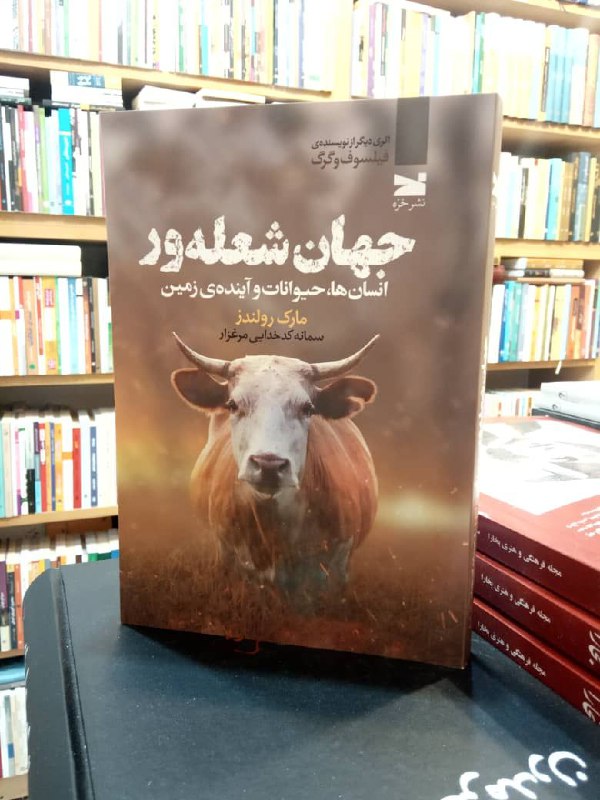 اثری دیگر از نویسنده‌ی
فیلسوف و گرگ
نشر خزه
جهان شعله‌ور
انسان‌ها، حیوانات و آینده‌ی زمین
مارک رولندز
سمانه کدخدایی مرغزار
مجله فرهنگی و هنری بخارا
مجله فرهنگی و هنری بخارا
مجله فرهنگی و هنری بخارا